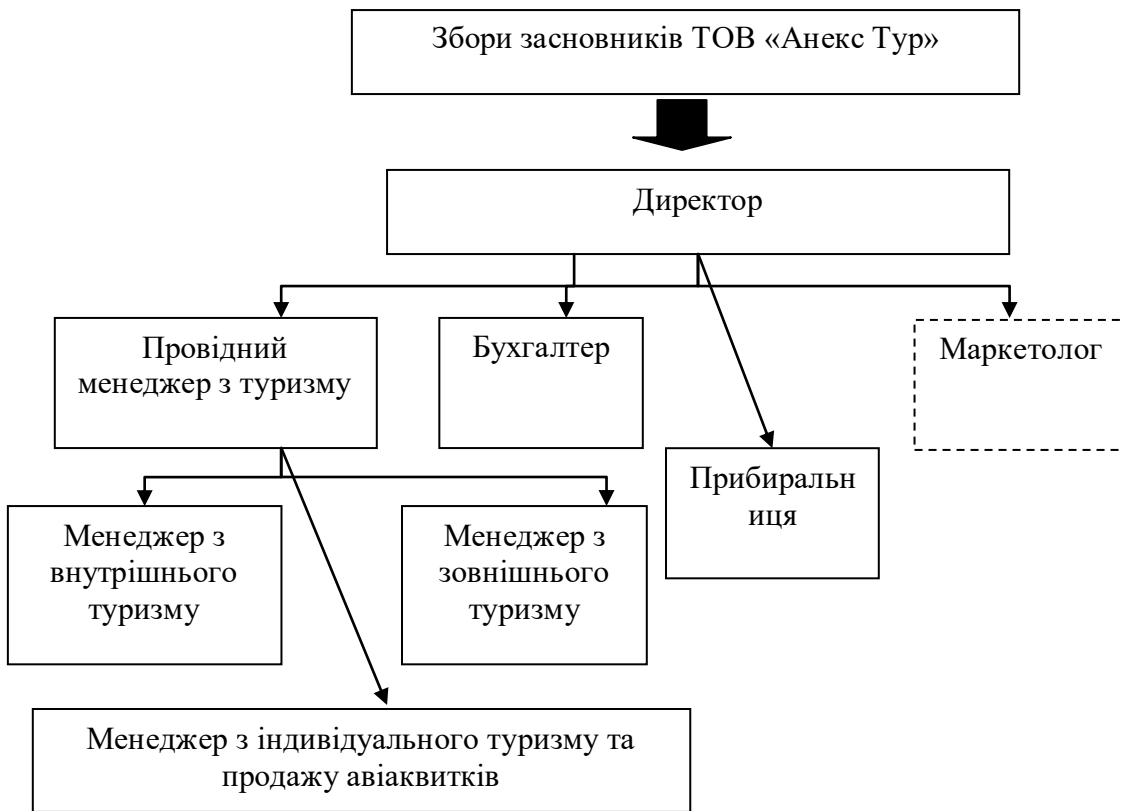 Збори засновників ТОВ «Анекс Тур»
Директор
Провідний
менеджер з туризму
Бухгалтер
Маркетолог
Прибиральн
иця
Менеджер з
внутрішнього
туризму
Менеджер з
зовнішнього
туризму
Менеджер з індивідуального туризму та
продажу авіаквитків